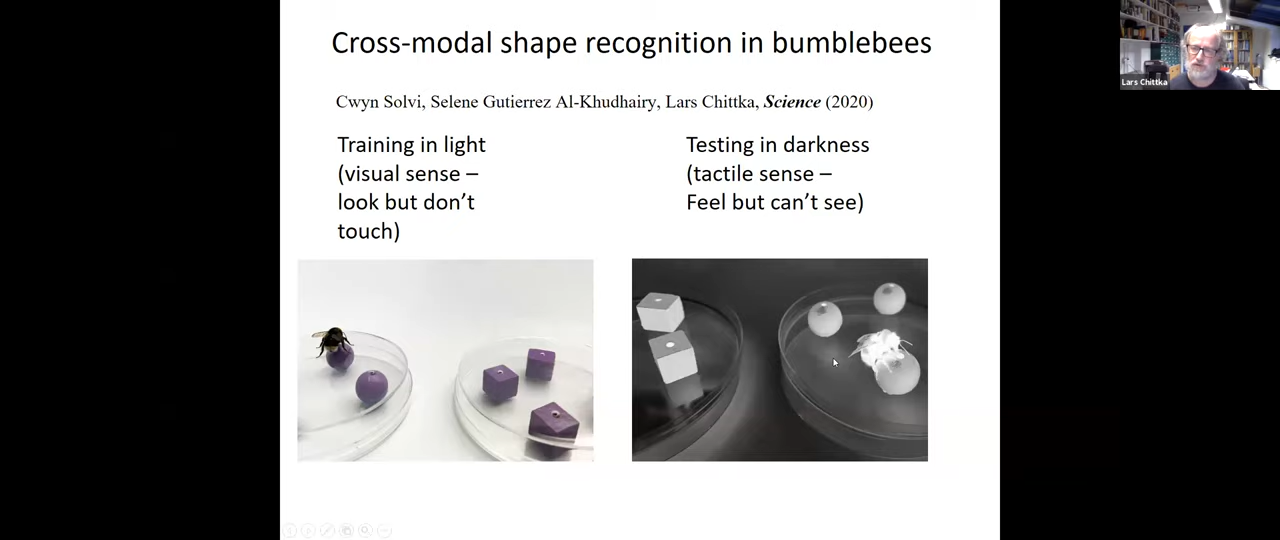 Cross-modal shape recognition in bumblebees
Cwyn Solvi, Selene Gutierrez Al-Khudhairy, Lars Chittka, Science (2020)
Training in light
(visual sense –
look but don’t
touch)
Testing in darkness
(tactile sense –
Feel but can’t see)
Lars Chittka